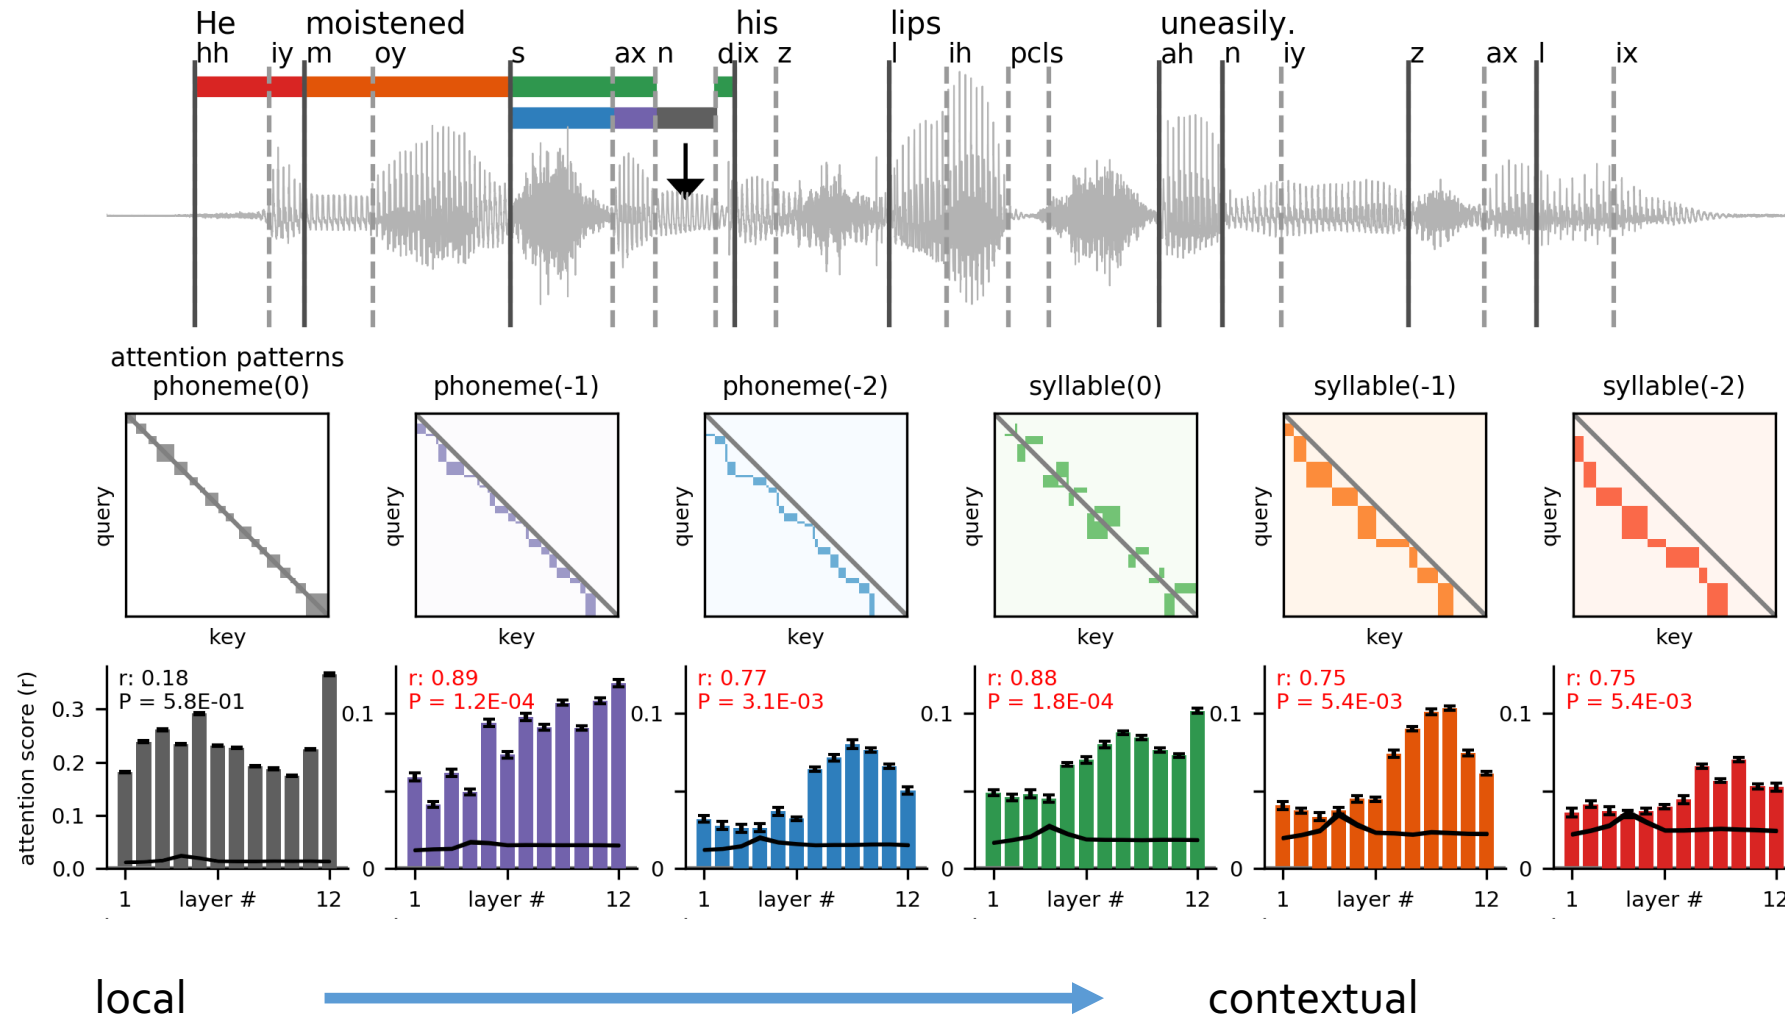 He moistened his lips uneasily.
hh iy m oy s ax n d ix z l ih pcl s ah n iy z ax l ix
attention patterns
phoneme(0) phoneme(-1) phoneme(-2) syllable(0) syllable(-1) syllable(-2)
query query query query query query
key key key key key key
attention score (r)
r: 0.18
P = 5.8E-01
0.3
0.2
0.1
0.0
1 layer # 12
r: 0.89
P = 1.2E-04
0.1
0
1 layer # 12
r: 0.77
P = 3.1E-03
0.1
0
1 layer # 12
r: 0.88
P = 1.8E-04
0.1
0
1 layer # 12
r: 0.75
P = 5.4E-03
0.1
0
1 layer # 12
r: 0.75
P = 5.4E-03
0.1
0
1 layer # 12
local contextual